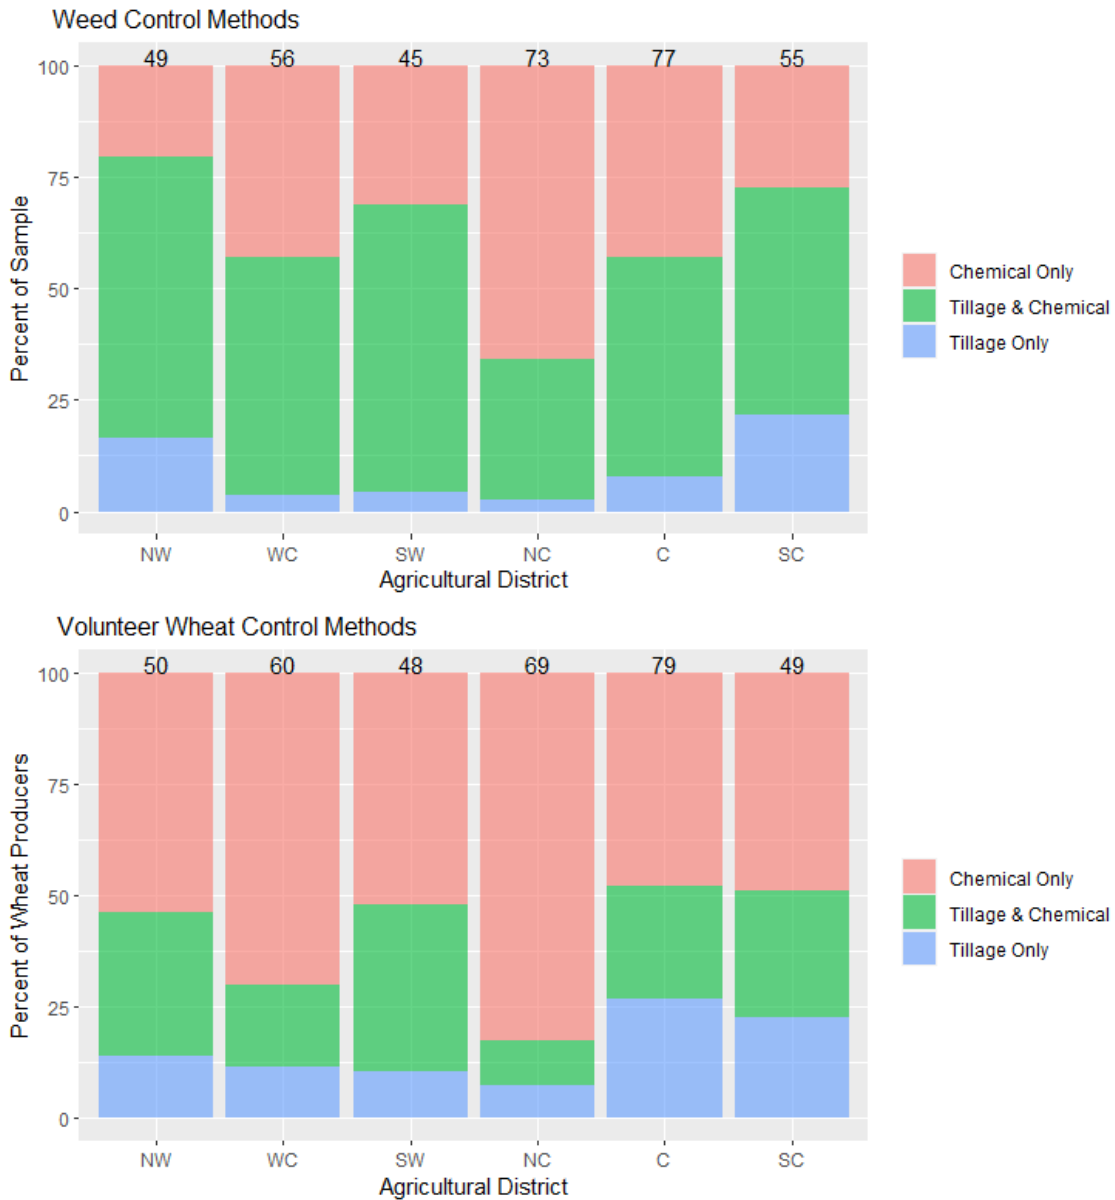 Weed Control Methods
49 56 45 73 77 55
100
75
50
25
0
Percent of Sample
NW WC SW NC C SC
Agricultural District
Chemical Only
Tillage & Chemical
Tillage Only
Volunteer Wheat Control Methods
50 60 48 69 79 49
100
75
50
25
0
Percent of Wheat Producers
NW WC SW NC C SC
Agricultural District
Chemical Only
Tillage & Chemical
Tillage Only